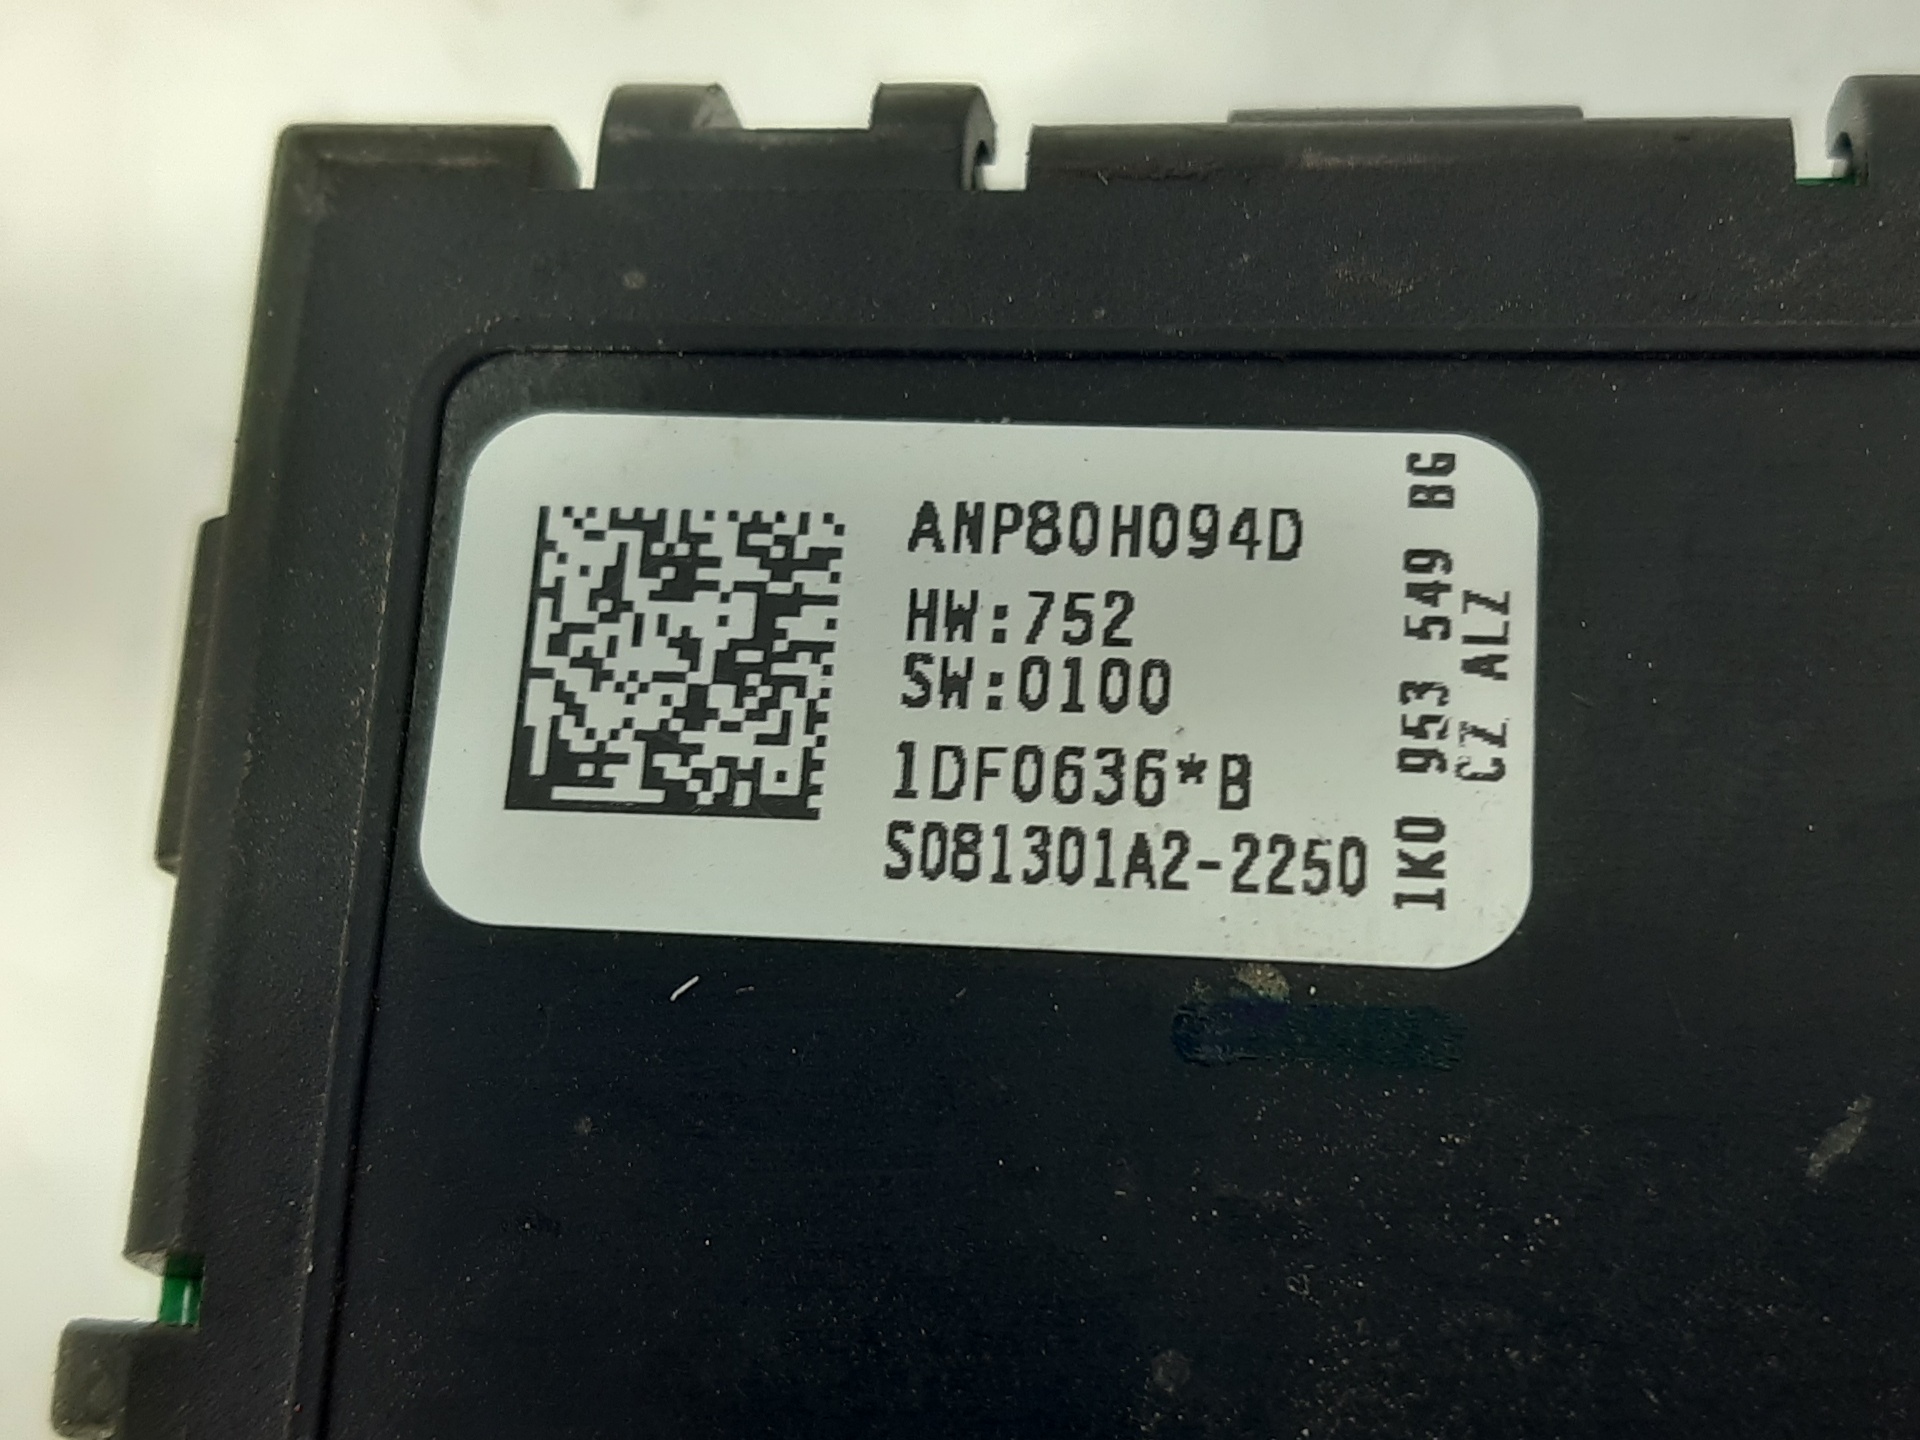 ANP80H094D
HW:752
SW:0100
1DF0636*B
S081301A2-2250
1K0 953 549 BG
CZ ALZ